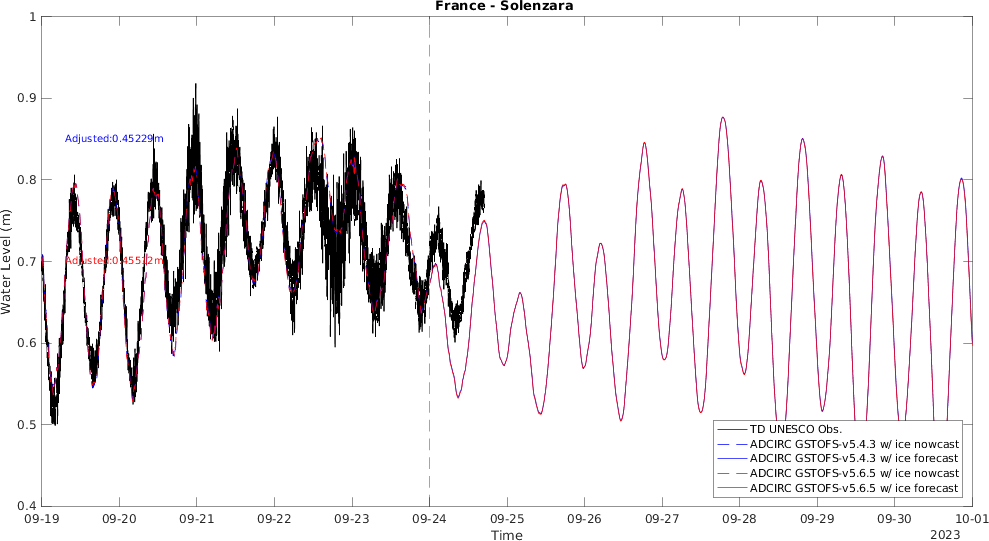 France - Solenzara
1
0.9
0.8
0.7
0.6
0.5
0.4
Water Level (m)
Adjusted:0.45229m
Adjusted:0.45522m
TD UNESCO Obs.
ADCIRC GSTOFS-v5.4.3 w/ ice nowcast
ADCIRC GSTOFS-v5.4.3 w/ ice forecast
ADCIRC GSTOFS-v5.6.5 w/ ice nowcast
ADCIRC GSTOFS-v5.6.5 w/ ice forecast
09-19 09-20 09-21 09-22 09-23 09-24 09-25 09-26 09-27 09-28 09-29 09-30 10-01
Time
2023